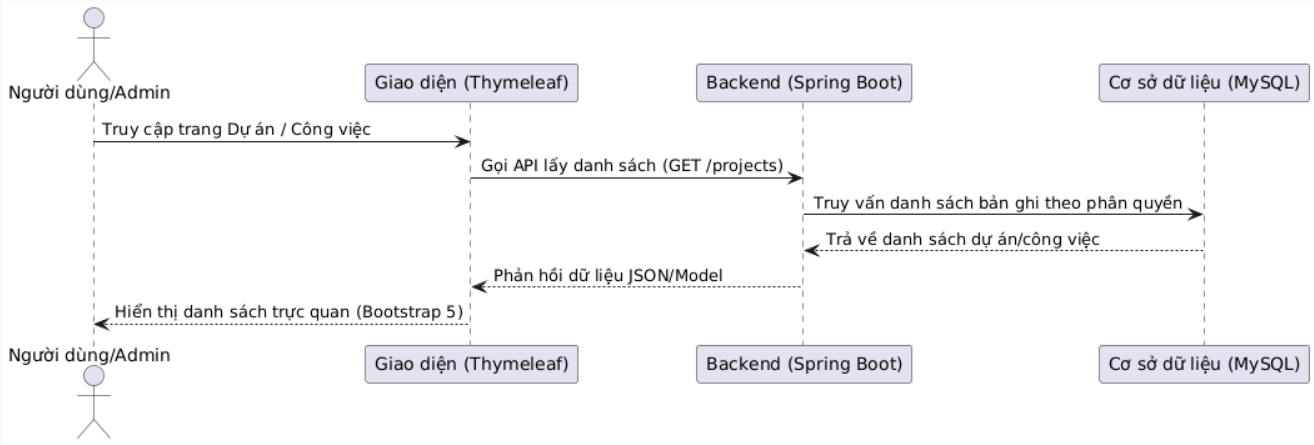 Người dùng/Admin
Giao diện (Thymeleaf)
Backend (Spring Boot)
Cơ sở dữ liệu (MySQL)
Truy cập trang Dự án / Công việc
Gọi API lấy danh sách (GET /projects)
Truy vấn danh sách bản ghi theo phân quyền
Trả về danh sách dự án/công việc
Phản hồi dữ liệu JSON/Model
Hiển thị danh sách trực quan (Bootstrap 5)
Người dùng/Admin
Giao diện (Thymeleaf)
Backend (Spring Boot)
Cơ sở dữ liệu (MySQL)